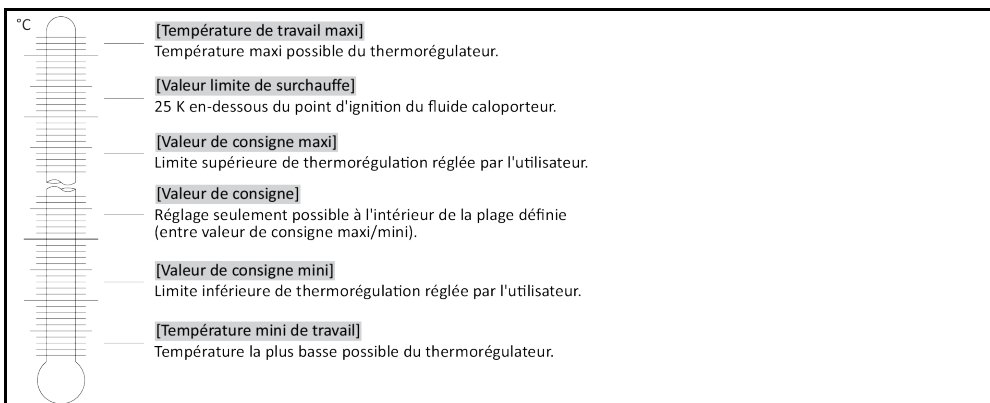 °C
[Température de travail maxi]
Température maxi possible du thermorégulateur.
[Valeur limite de surchauffe]
25 K en-dessous du point d'ignition du fluide caloporteur.
[Valeur de consigne maxi]
Limite supérieure de thermorégulation réglée par l'utilisateur.
[Valeur de consigne]
Réglage seulement possible à l'intérieur de la plage définie
(entre valeur de consigne maxi/mini).
[Valeur de consigne mini]
Limite inférieure de thermorégulation réglée par l'utilisateur.
[Température mini de travail]
Température la plus basse possible du thermorégulateur.